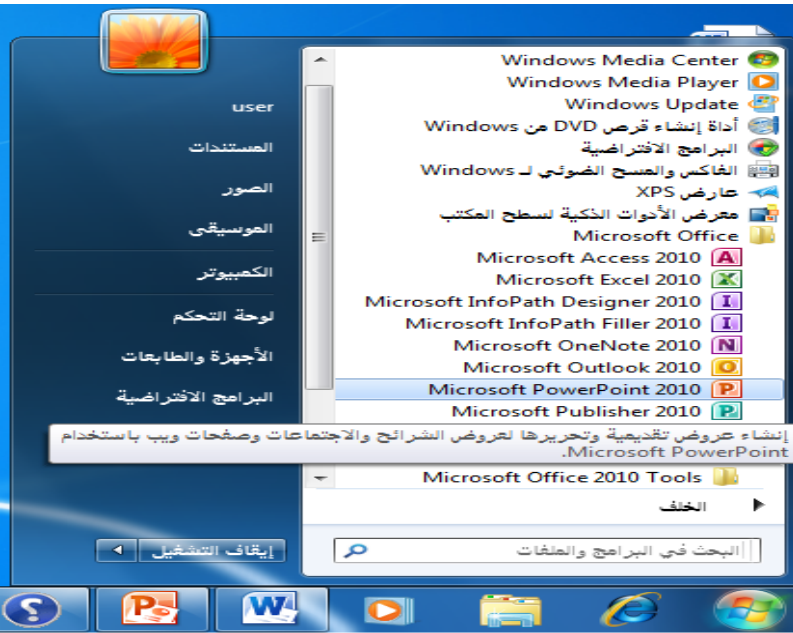 Windows Media Center
Windows Media Player
Windows Update
أداة إنشاء قرص DVD من Windows
البرامج الافتراضية
الفاكس والمسح الضوئي لـ Windows
عارض XPS
معرض الأدوات الذكية لسطح المكتب
Microsoft Office
Microsoft Access 2010
Microsoft Excel 2010
Microsoft InfoPath Designer 2010
Microsoft InfoPath Filler 2010
Microsoft OneNote 2010
Microsoft Outlook 2010
Microsoft PowerPoint 2010
Microsoft Publisher 2010
إنشاء عروض تقديمية وتحريرها لعروض الشرائح والاجتماعات وصفحات ويب باستخدام
Microsoft PowerPoint.
Microsoft Office 2010 Tools
الخلف
البحث في البرامج والملفات
user
المستندات
الصور
الموسيقى
الكمبيوتر
لوحة التحكم
الأجهزة والطابعات
البرامج الافتراضية
إيقاف التشغيل